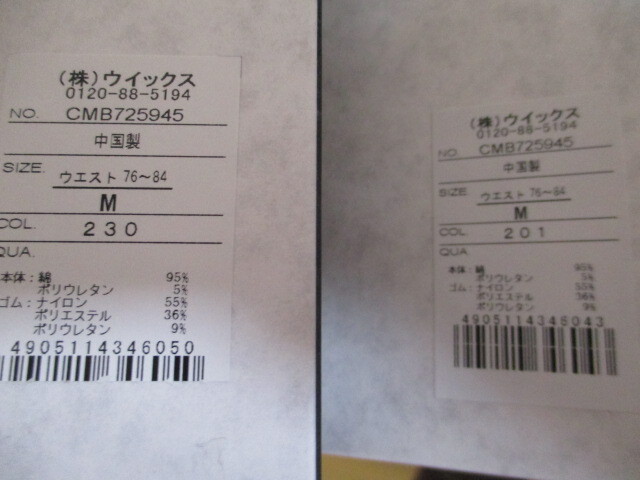 (株)ウイックス
0120-88-5194
NO. CMB725945
中国製
SIZE. ウエスト 76〜84
M
COL. 230
QUA.
本体：綿 95%
ポリウレタン 5%
ゴム：ナイロン 55%
ポリエステル 36%
ポリウレタン 9%
4905114346050
(株)ウイックス
0120-88-5194
NO. CMB725945
中国製
SIZE. ウエスト 76〜84
M
COL. 201
QUA.
本体：綿 95%
ポリウレタン 5%
ゴム：ナイロン 55%
ポリエステル 36%
ポリウレタン 9%
4905114346043